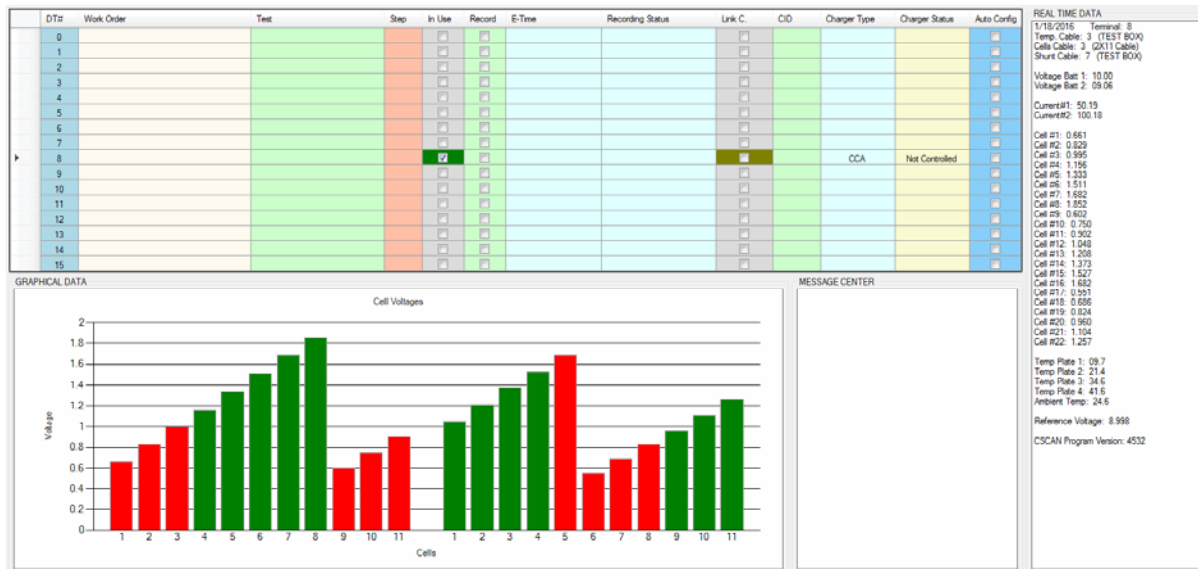 DT# Work Order Test Step In Use Record E-Time Recording Status Link C. CID Charger Type Charger Status Auto Config
0
1
2
3
4
5
6
7
8 CCA Not Controlled
9
10
11
12
13
14
15
GRAPHICAL DATA
Cell Voltages
Voltage
2
1.8
1.6
1.4
1.2
1
0.8
0.6
0.4
0.2
0
1 2 3 4 5 6 7 8 9 10 11 1 2 3 4 5 6 7 8 9 10 11
Cells
MESSAGE CENTER
REAL TIME DATA
1/18/2016 Terminal: 8
Temp. Cable: 3 (TEST BOX)
Cells Cable: 3 (2X11 Cable)
Shunt Cable: 7 (TEST BOX)
Voltage Batt 1: 10.00
Voltage Batt 2: 09.06
Current#1: 50.19
Current#2: 100.18
Cell #1: 0.661
Cell #2: 0.829
Cell #3: 0.995
Cell #4: 1.156
Cell #5: 1.333
Cell #6: 1.511
Cell #7: 1.682
Cell #8: 1.852
Cell #9: 0.602
Cell #10: 0.750
Cell #11: 0.902
Cell #12: 1.048
Cell #13: 1.208
Cell #14: 1.373
Cell #15: 1.527
Cell #16: 1.682
Cell #17: 0.551
Cell #18: 0.686
Cell #19: 0.824
Cell #20: 0.960
Cell #21: 1.104
Cell #22: 1.257
Temp Plate 1: 09.7
Temp Plate 2: 21.4
Temp Plate 3: 34.6
Temp Plate 4: 41.6
Ambient Temp: 24.6
Reference Voltage: 8.998
CSCAN Program Version: 4532